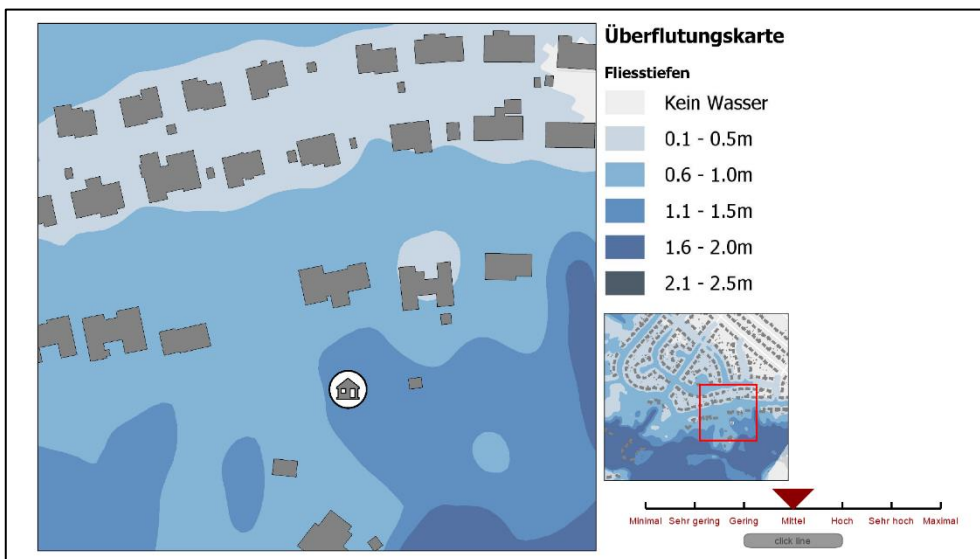 Überflutungskarte
Fliesstiefen
Kein Wasser
0.1 - 0.5m
0.6 - 1.0m
1.1 - 1.5m
1.6 - 2.0m
2.1 - 2.5m
Minimal Sehr gering Gering Mittel Hoch Sehr hoch Maximal
click line